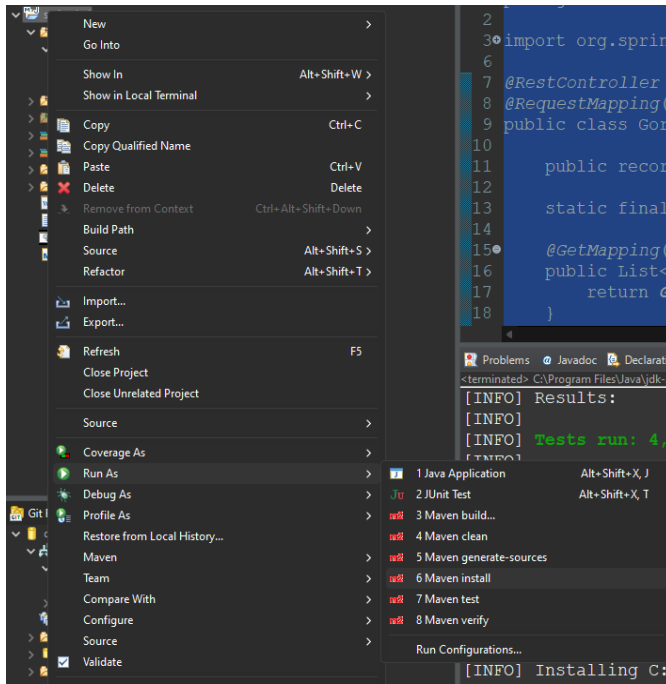 New
Go Into
Show In Alt+Shift+W >
Show in Local Terminal
Copy Ctrl+C
Copy Qualified Name
Paste Ctrl+V
Delete Delete
Remove from Context Ctrl+Alt+Shift+Down
Build Path
Source Alt+Shift+S >
Refactor Alt+Shift+T >
Import...
Export...
Refresh F5
Close Project
Close Unrelated Project
Source
Coverage As
Run As
Debug As
Profile As
Restore from Local History...
Maven
Team
Compare With
Configure
Source
Validate
Git
2
3 import org.sprin
6
7 @RestController
8 @RequestMapping(
9 public class Gor
10
11 public recor
12
13 static final
14
15 @GetMapping(
16 public List<
17 return
18 }
Problems Javadoc Declarat
<terminated> C:\Program Files\Java\jdk-
[INFO] Results:
[INFO]
[INFO] Tests run: 4,
[INFO]
1 Java Application Alt+Shift+X, J
2 JUnit Test Alt+Shift+X, T
3 Maven build...
4 Maven clean
5 Maven generate-sources
6 Maven install
7 Maven test
8 Maven verify
Run Configurations...
[INFO] Installing C: